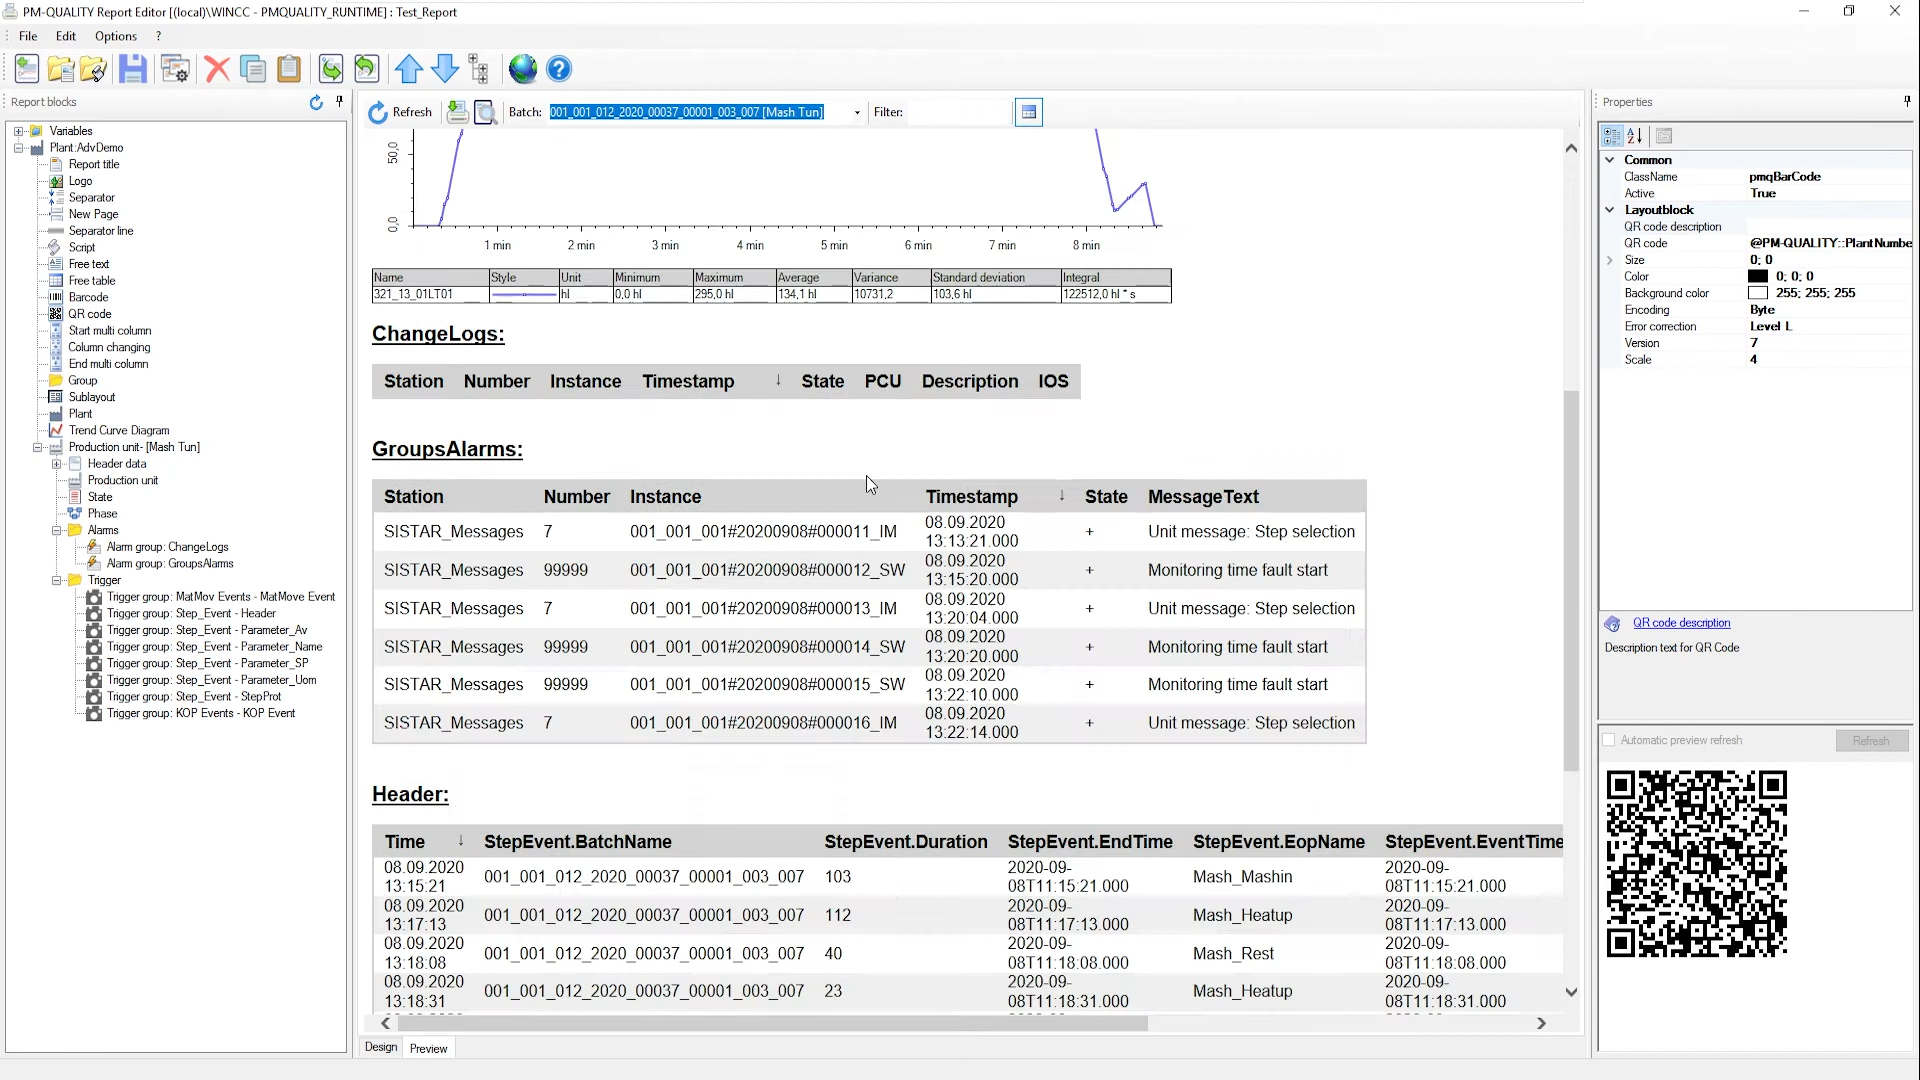 PM-QUALITY Report Editor [(local)\WINCC - PMQUALITY_RUNTIME] : Test_Report
File Edit Options ?
Report blocks
Refresh Batch: 001_001_012_2020_00037_00001_003_007 [Mash Tun] Filter:
Properties
Variables
Plant:AdvDemo
Report title
Logo
Separator
New Page
Separator line
Script
Free text
Free table
Barcode
QR code
Start multi column
Column changing
End multi column
Group
Sublayout
Plant
Trend Curve Diagram
Production unit- [Mash Tun]
Header data
Production unit
State
Phase
Alarms
Alarm group: ChangeLogs
Alarm group: GroupsAlarms
Trigger
Trigger group: MatMov Events - MatMove Event
Trigger group: Step_Event - Header
Trigger group: Step_Event - Parameter_Av
Trigger group: Step_Event - Parameter_Name
Trigger group: Step_Event - Parameter_SP
Trigger group: Step_Event - Parameter_Uom
Trigger group: Step_Event - StepProt
Trigger group: KOP Events - KOP Event
50,0
0,0
1 min 2 min 3 min 4 min 5 min 6 min 7 min 8 min
Name Style Unit Minimum Maximum Average Variance Standard deviation Integral
321_13_01LT01 hl 0,0 hl 295,0 hl 134,1 hl 10731,2 103,6 hl 122512,0 hl * s
ChangeLogs:
Station Number Instance Timestamp ↓ State PCU Description IOS
GroupsAlarms:
Station Number Instance Timestamp ↓ State MessageText
SISTAR_Messages 7 001_001_001#20200908#000011_IM 08.09.2020 13:13:21.000 + Unit message: Step selection
SISTAR_Messages 99999 001_001_001#20200908#000012_SW 08.09.2020 13:15:20.000 + Monitoring time fault start
SISTAR_Messages 7 001_001_001#20200908#000013_IM 08.09.2020 13:20:04.000 + Unit message: Step selection
SISTAR_Messages 99999 001_001_001#20200908#000014_SW 08.09.2020 13:20:20.000 + Monitoring time fault start
SISTAR_Messages 99999 001_001_001#20200908#000015_SW 08.09.2020 13:22:10.000 + Monitoring time fault start
SISTAR_Messages 7 001_001_001#20200908#000016_IM 08.09.2020 13:22:14.000 + Unit message: Step selection
Header:
Time ↓ StepEvent.BatchName StepEvent.Duration StepEvent.EndTime StepEvent.EopName StepEvent.EventTime
08.09.2020 13:15:21 001_001_012_2020_00037_00001_003_007 103 2020-09-08T11:15:21.000 Mash_Mashin 2020-09-08T11:15:21.000
08.09.2020 13:17:13 001_001_012_2020_00037_00001_003_007 112 2020-09-08T11:17:13.000 Mash_Heatup 2020-09-08T11:17:13.000
08.09.2020 13:18:08 001_001_012_2020_00037_00001_003_007 40 2020-09-08T11:18:08.000 Mash_Rest 2020-09-08T11:18:08.000
08.09.2020 13:18:31 001_001_012_2020_00037_00001_003_007 23 2020-09-08T11:18:31.000 Mash_Heatup 2020-09-08T11:18:31.000
Design Preview
Common
ClassName pmqBarCode
Active True
Layoutblock
QR code description
QR code @PM-QUALITY::PlantNumbe
Size 0; 0
Color 0; 0; 0
Background color 255; 255; 255
Encoding Byte
Error correction Level L
Version 7
Scale 4
QR code description
Description text for QR Code
Automatic preview refresh Refresh